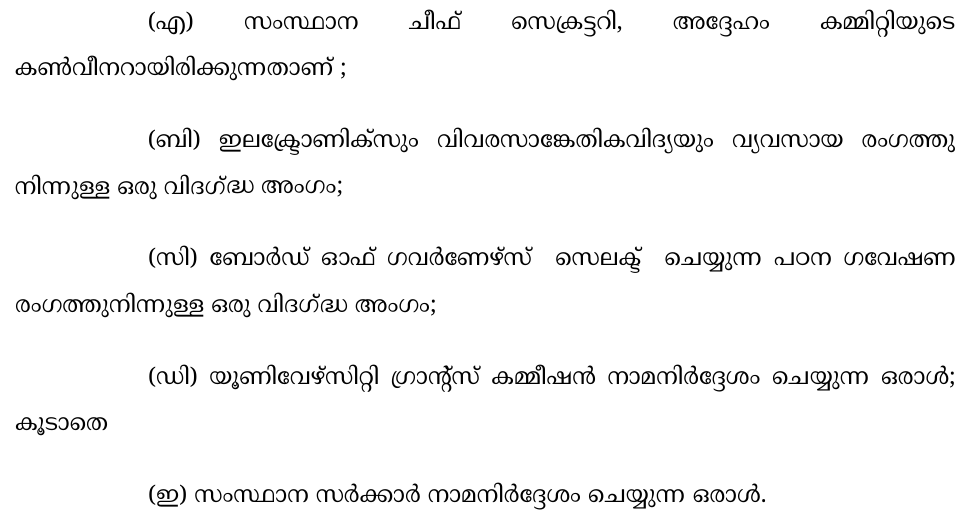 (എ) സംസ്ഥാന ചീഫ് സെക്രട്ടറി, അദ്ദേഹം കമ്മിറ്റിയുടെ
കൺവീനറായിരിക്കുന്നതാണ് ;
(ബി) ഇലക്ട്രോണിക്സും വിവരസാങ്കേതികവിദ്യയും വ്യവസായ രംഗത്തു
നിന്നുള്ള ഒരു വിദഗ്ദ്ധ അംഗം;
(സി) ബോർഡ് ഓഫ് ഗവർണേഴ്സ് സെലക്ട് ചെയ്യുന്ന പഠന ഗവേഷണ
രംഗത്തുനിന്നുള്ള ഒരു വിദഗ്ദ്ധ അംഗം;
(ഡി) യൂണിവേഴ്സിറ്റി ഗ്രാന്റ്സ് കമ്മീഷൻ നാമനിർദ്ദേശം ചെയ്യുന്ന ഒരാൾ;
കൂടാതെ
(ഇ) സംസ്ഥാന സർക്കാർ നാമനിർദ്ദേശം ചെയ്യുന്ന ഒരാൾ.